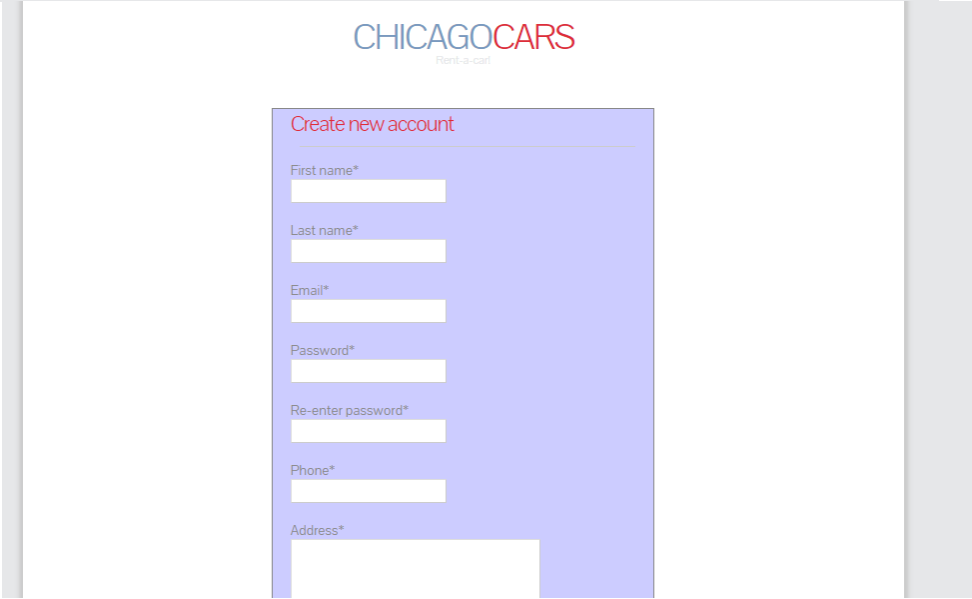 CHICAGOCARS
Rent-a-car!
Create new account
First name*
Last name*
Email*
Password*
Re-enter password*
Phone*
Address*